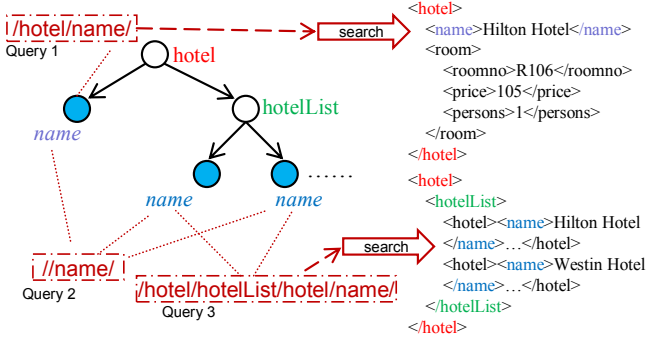 /hotel/name/
Query 1
search
hotel
hotelList
name
name
name
......
//name/
Query 2
/hotel/hotelList/hotel/name/
Query 3
search
<hotel>
<name>Hilton Hotel</name>
<room>
<roomno>R106</roomno>
<price>105</price>
<persons>1</persons>
</room>
</hotel>
<hotel>
<hotelList>
<hotel><name>Hilton Hotel
</name>…</hotel>
<hotel><name>Westin Hotel
</name>…</hotel>
</hotelList>
</hotel>